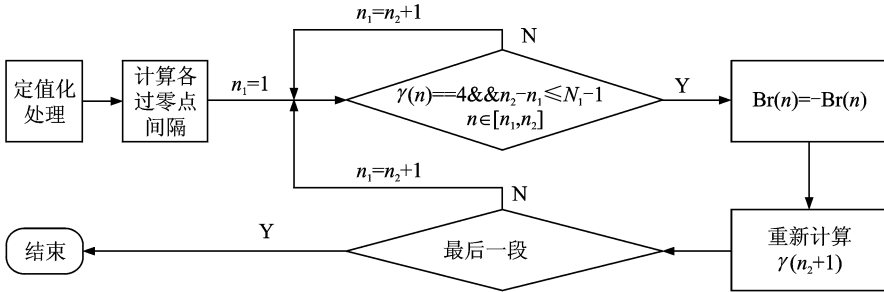 定值化
处理
计算各
过零点
间隔
n₁=1
n₁=n₂+1
N
γ(n)==4&&n₂−n₁≤N₁−1
n∈[n₁,n₂]
Y
Br(n)=−Br(n)
重新计算
γ(n₂+1)
最后一段
N
n₁=n₂+1
Y
结束